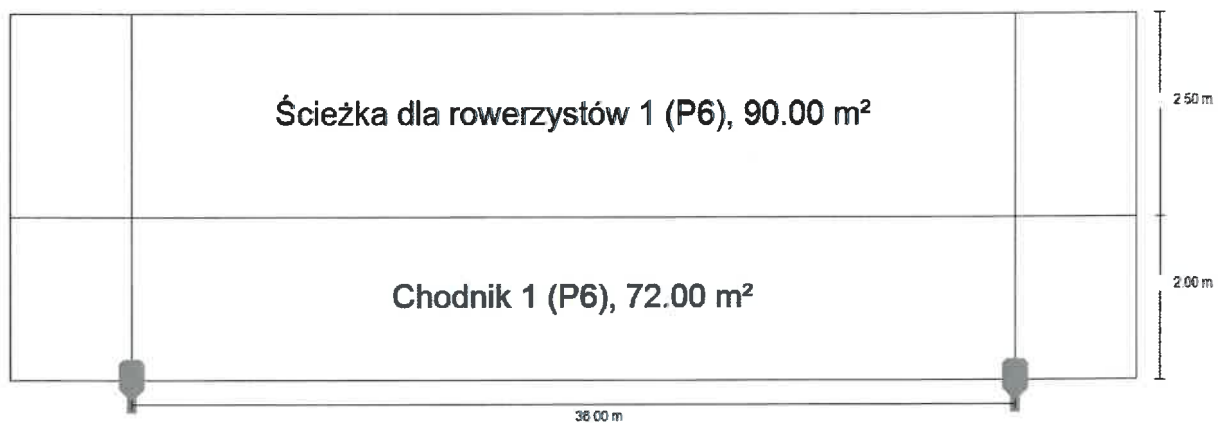 Ścieżka dla rowerzystów 1 (P6), 90.00 m²
2.50 m
Chodnik 1 (P6), 72.00 m²
2.00 m
36.00 m